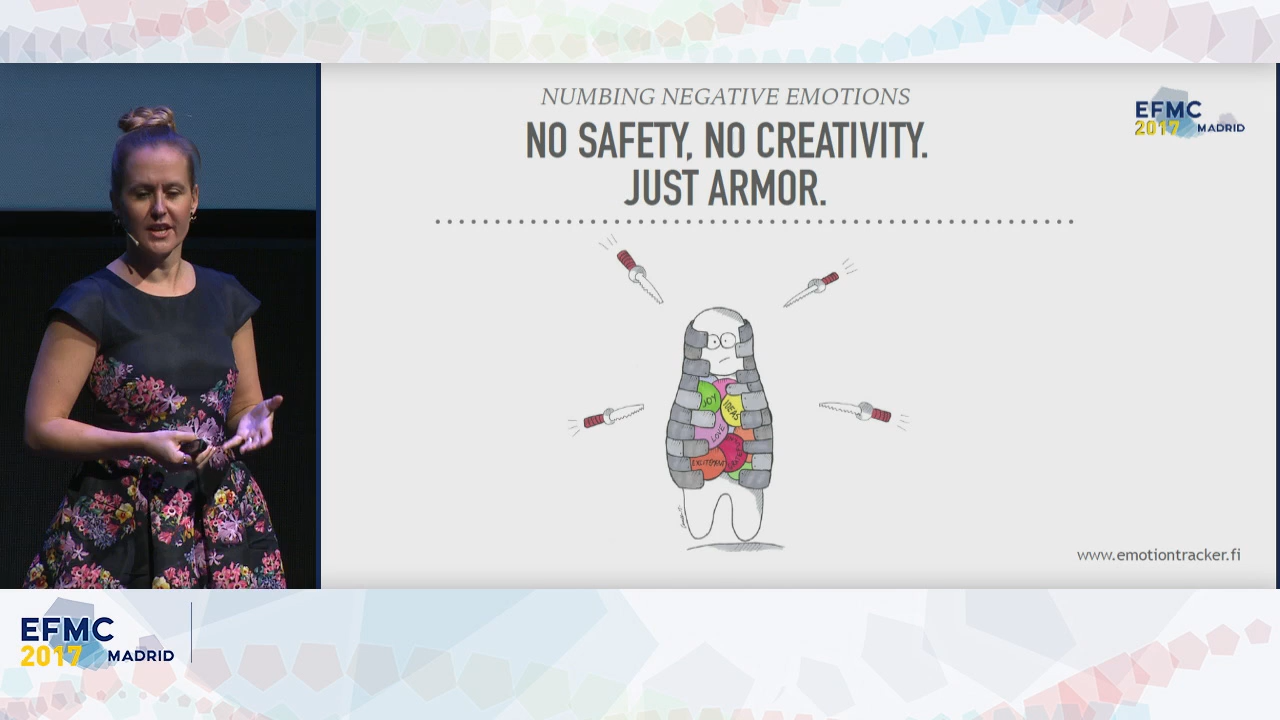 NUMBING NEGATIVE EMOTIONS
NO SAFETY, NO CREATIVITY.
JUST ARMOR.
EFMC
2017 MADRID
JOY
IDEAS
LOVE
EXCITEMENT
www.emotiontracker.fi
EFMC
2017 MADRID